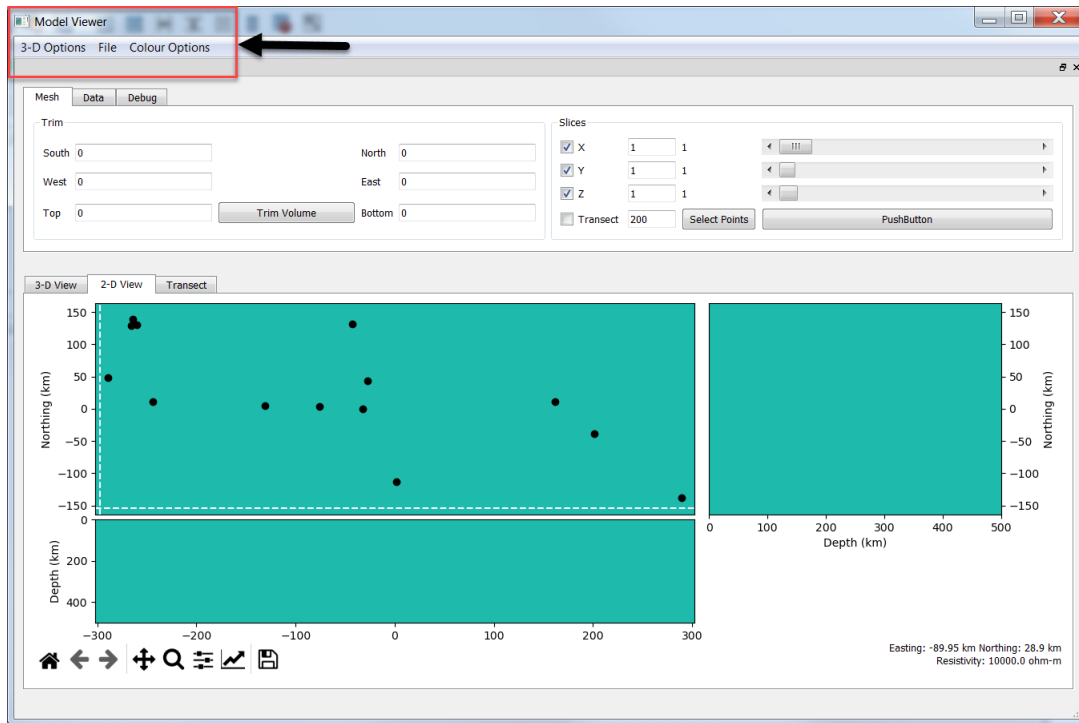 Model Viewer
3-D Options File Colour Options
Mesh Data Debug
Trim
South 0 North 0
West 0 East 0
Top 0 Trim Volume Bottom 0
Slices
X 1 1
Y 1 1
Z 1 1
Transect 200 Select Points PushButton
3-D View 2-D View Transect
150
100
50
0
−50
−100
−150
Northing (km)
0
200
400
Depth (km)
−300 −200 −100 0 100 200 300
150
100
50
0
−50
−100
−150
Northing (km)
0 100 200 300 400 500
Depth (km)
Easting: -89.95 km Northing: 28.9 km
Resistivity: 10000.0 ohm-m